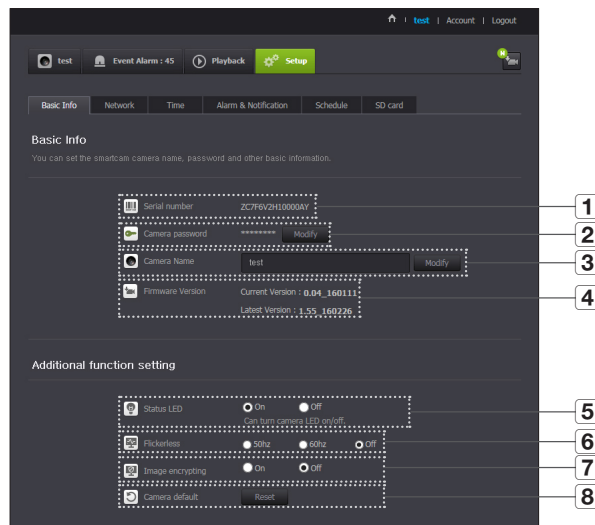 test | Account | Logout
test Event Alarm : 45 Playback Setup N
Basic Info Network Time Alarm & Notification Schedule SD card
Basic Info
You can set the smartcam camera name, password and other basic information.
Serial number ZC7F6V2H10000AY 1
Camera password ******** Modify 2
Camera Name test Modify 3
Firmware Version Current Version : 0.04_160111 4
Latest Version : 1.55_160226
Additional function setting
Status LED On Off 5
Can turn camera LED on/off.
Flickerless 50hz 60hz Off 6
Image encrypting On Off 7
Camera default Reset 8